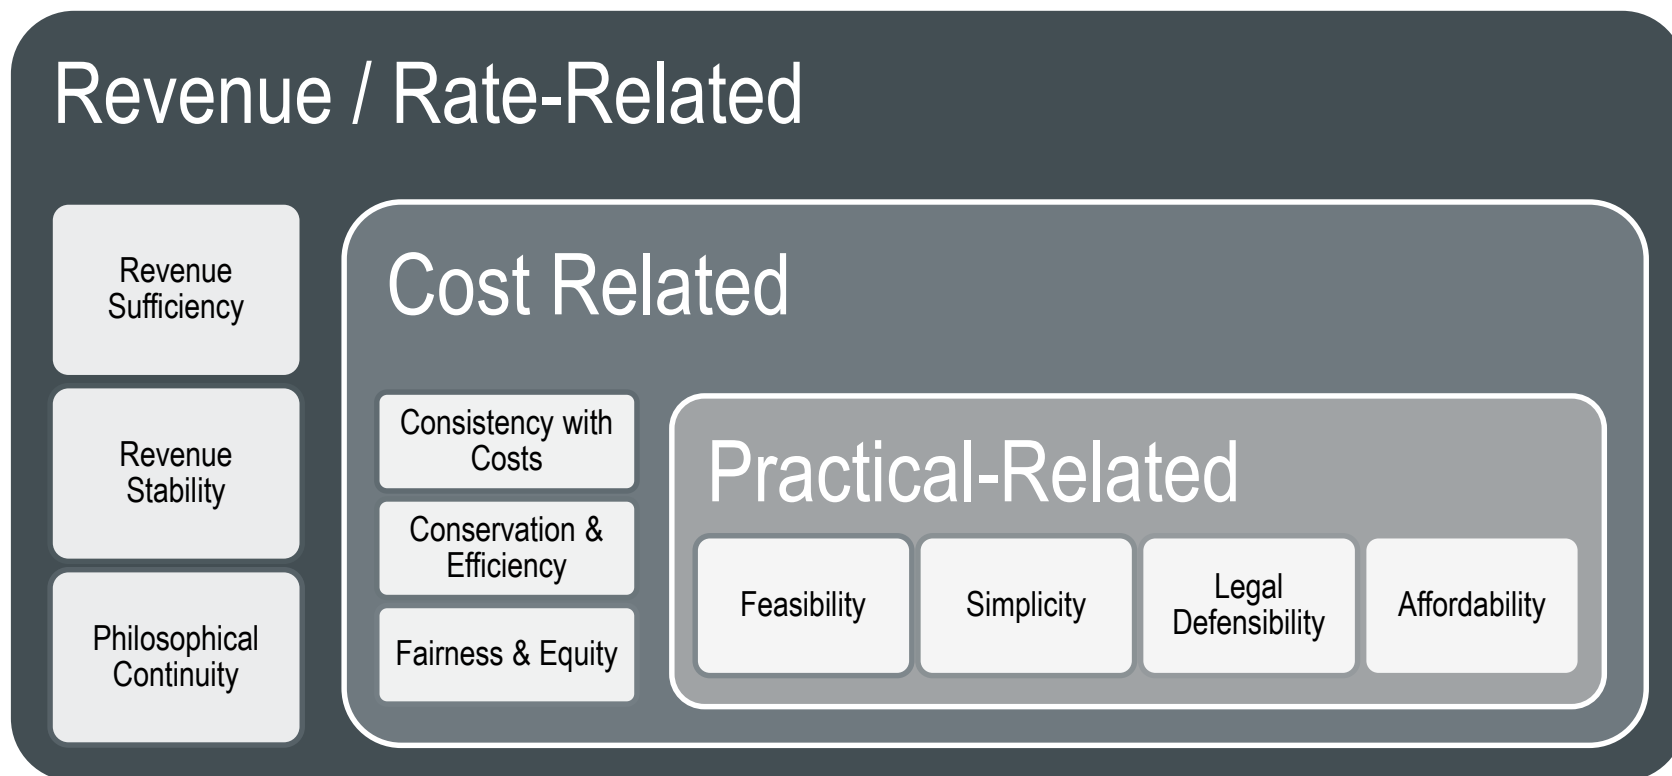 Revenue / Rate-Related
Revenue
Sufficiency
Revenue
Stability
Philosophical
Continuity
Cost Related
Consistency with
Costs
Conservation &
Efficiency
Fairness & Equity
Practical-Related
Feasibility
Simplicity
Legal
Defensibility
Affordability